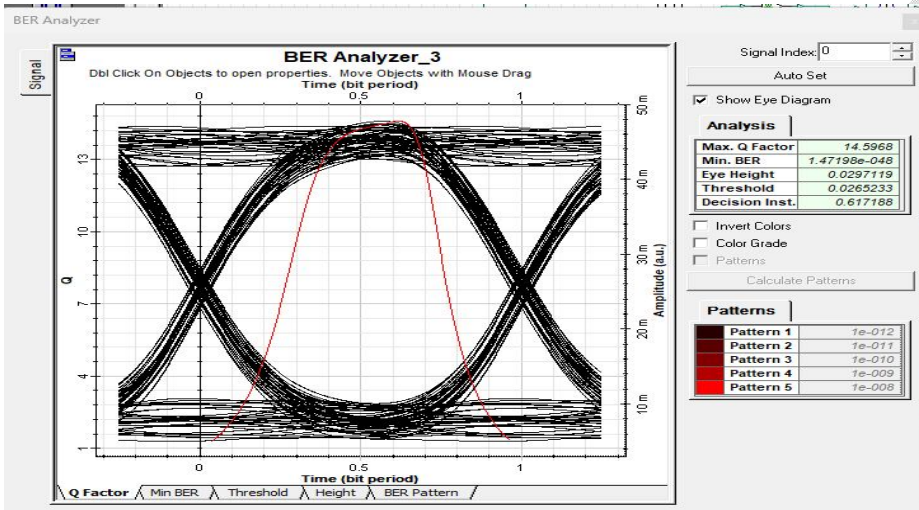 BER Analyzer
Signal
BER Analyzer_3
Dbl Click On Objects to open properties. Move Objects with Mouse Drag
Time (bit period)
0 0.5 1
Q
13
10
7
4
1
50 m
40 m
30 m
20 m
10 m
Amplitude (a.u.)
0 0.5 1
Time (bit period)
Q Factor Min BER Threshold Height BER Pattern
Signal Index: 0
Auto Set
Show Eye Diagram
Analysis
Max. Q Factor 14.5968
Min. BER 1.47198e-048
Eye Height 0.0297119
Threshold 0.0265233
Decision Inst. 0.617188
Invert Colors
Color Grade
Patterns
Calculate Patterns
Patterns
Pattern 1 1e-012
Pattern 2 1e-011
Pattern 3 1e-010
Pattern 4 1e-009
Pattern 5 1e-008